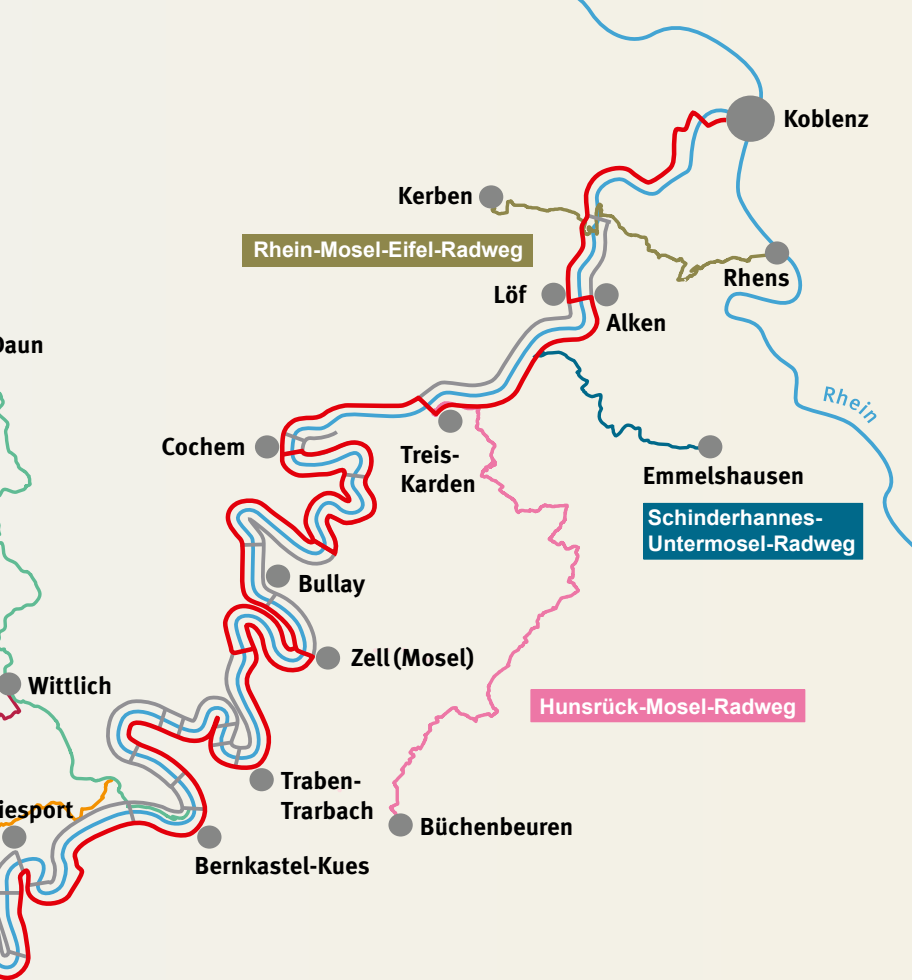 Koblenz
Kerben
Rhein-Mosel-Eifel-Radweg
Rhens
Löf
Alken
Daun
Rhein
Cochem
Treis-
Karden
Emmelshausen
Schinderhannes-
Untermosel-Radweg
Bullay
Zell (Mosel)
Wittlich
Hunsrück-Mosel-Radweg
Traben-
Trarbach
iesport
Büchenbeuren
Bernkastel-Kues